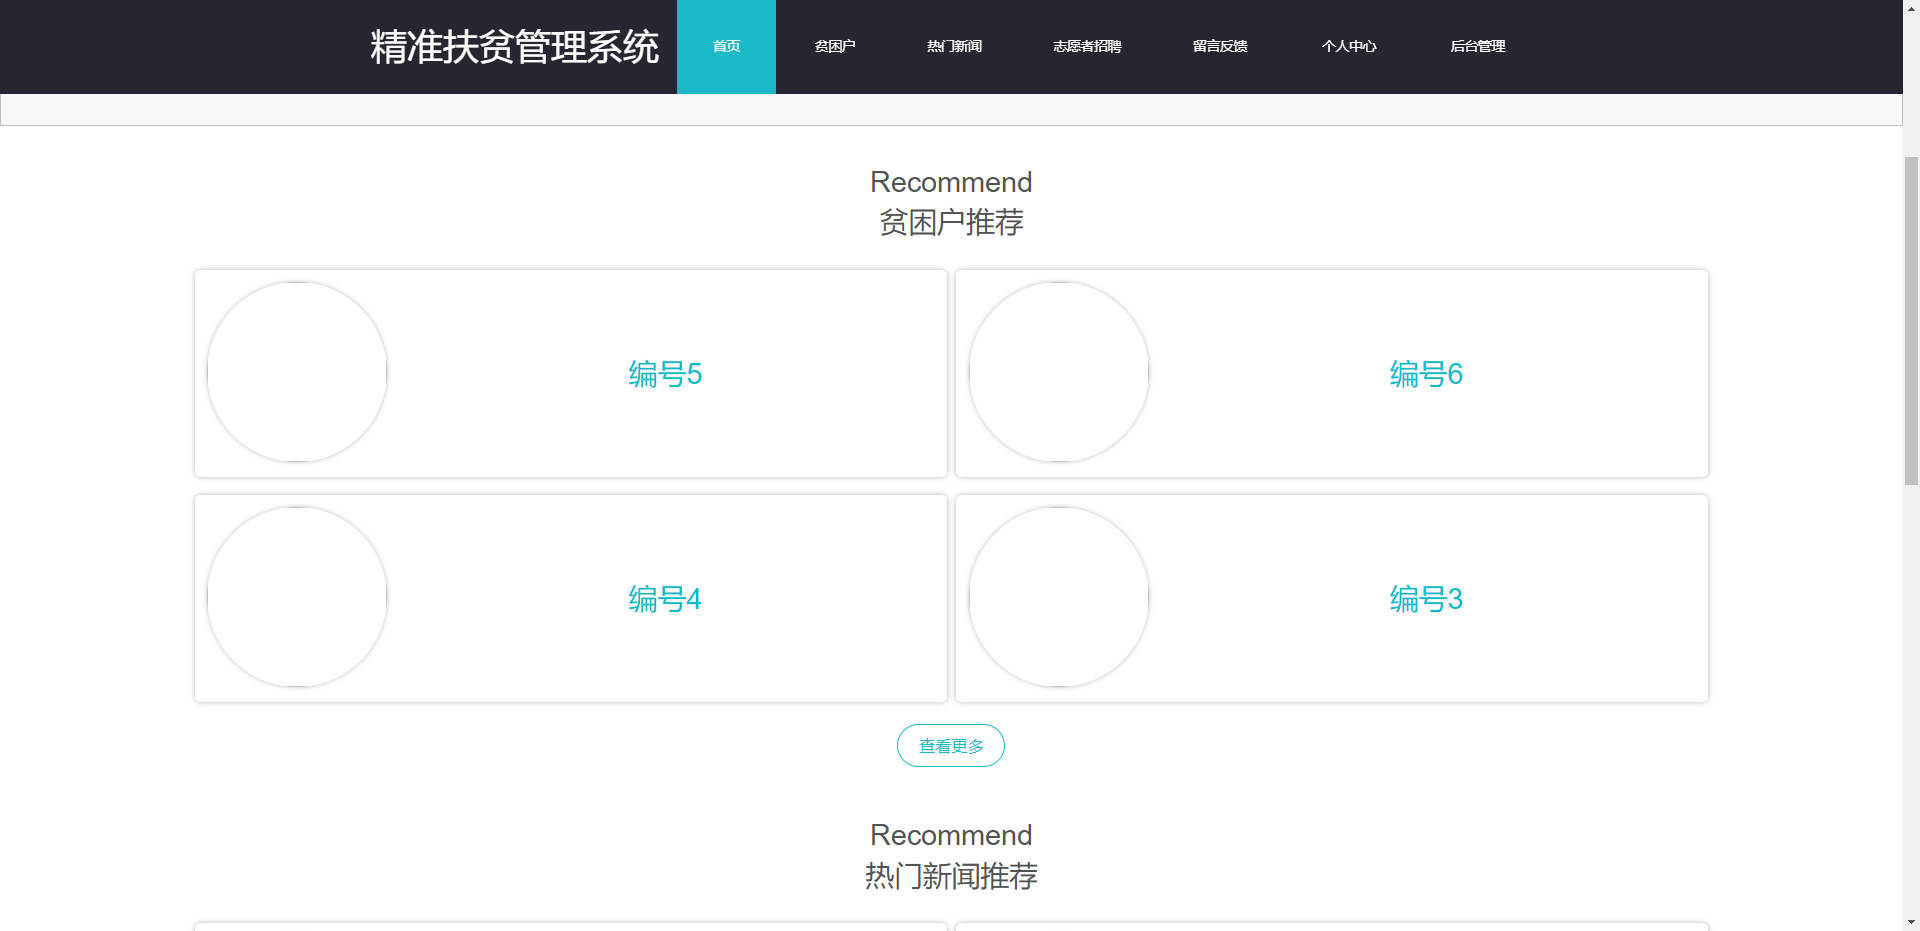 精准扶贫管理系统
首页 贫困户 热门新闻 志愿者招聘 留言反馈 个人中心 后台管理
Recommend
贫困户推荐
编号5
编号6
编号4
编号3
查看更多
Recommend
热门新闻推荐